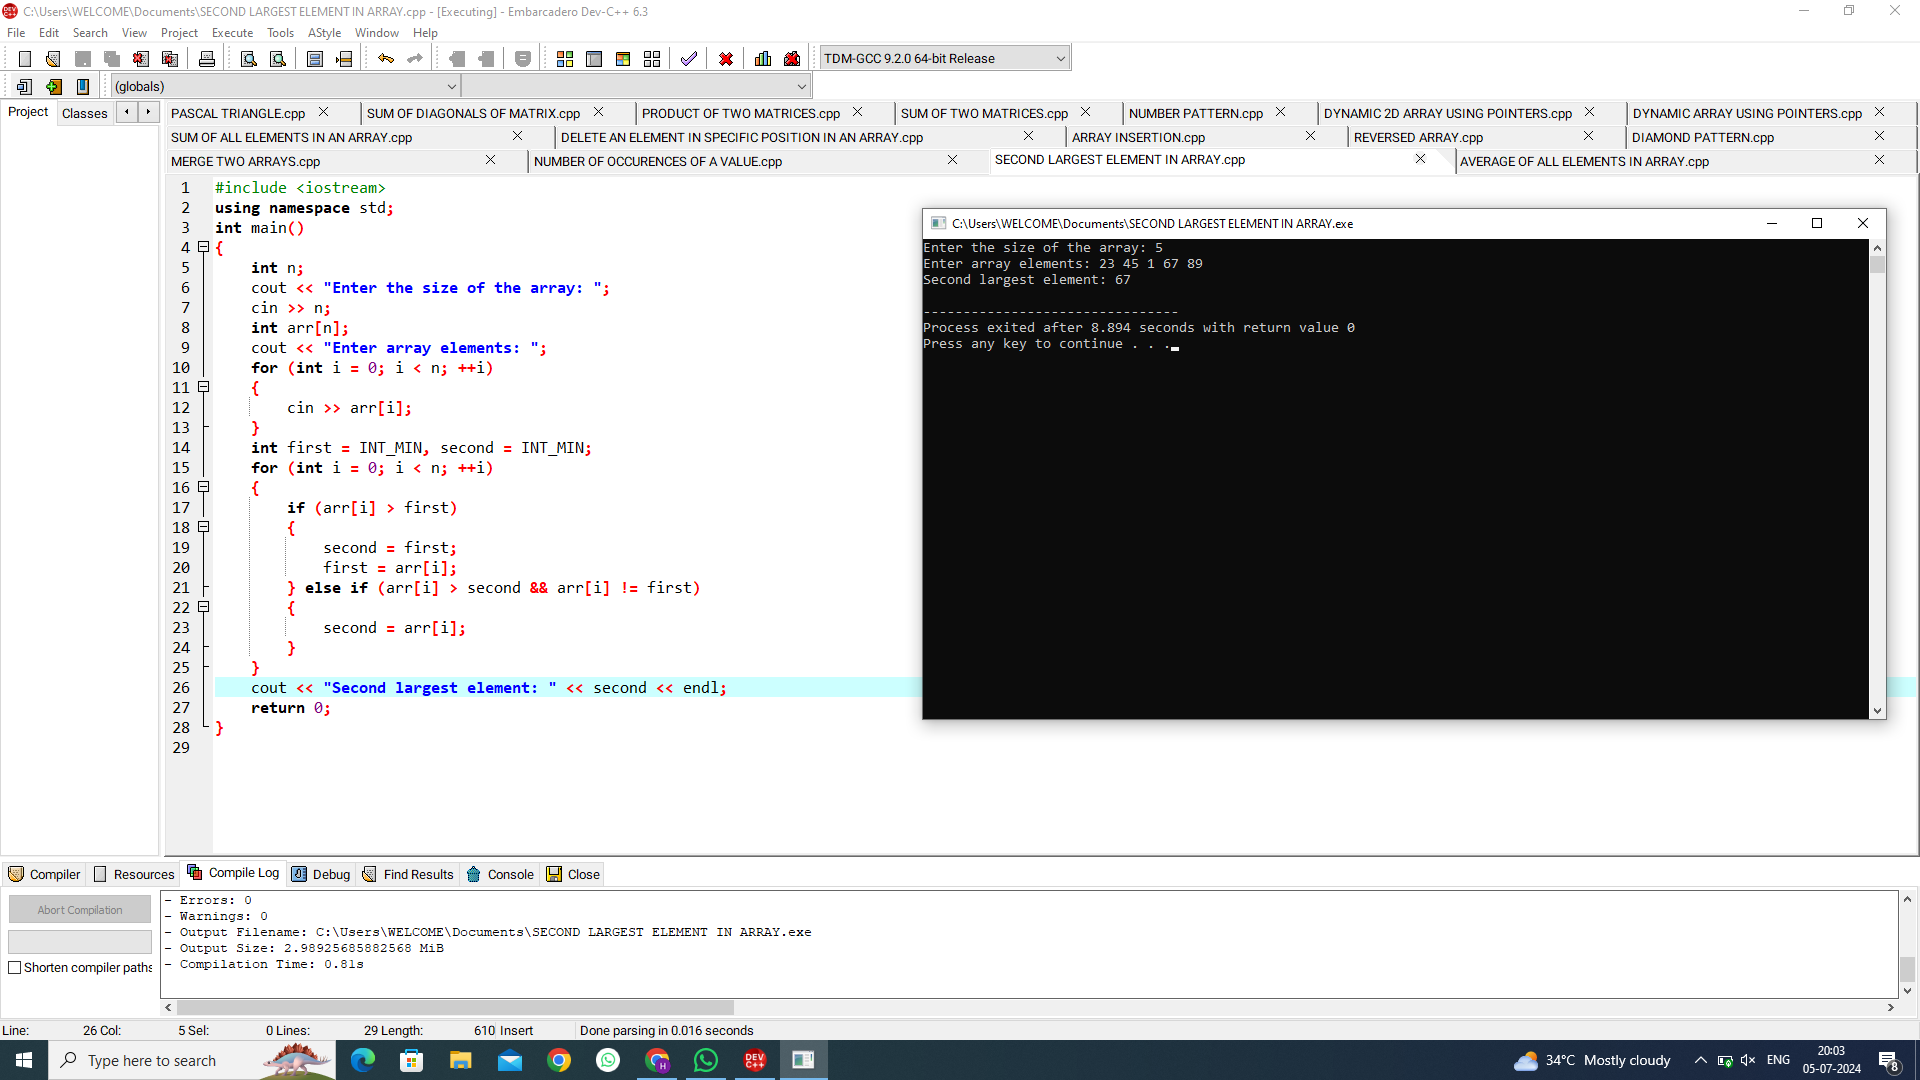 C:\Users\WELCOME\Documents\SECOND LARGEST ELEMENT IN ARRAY.cpp - [Executing] - Embarcadero Dev-C++ 6.3
File Edit Search View Project Execute Tools AStyle Window Help
TDM-GCC 9.2.0 64-bit Release
(globals)
Project Classes
PASCAL TRIANGLE.cpp SUM OF DIAGONALS OF MATRIX.cpp PRODUCT OF TWO MATRICES.cpp SUM OF TWO MATRICES.cpp NUMBER PATTERN.cpp DYNAMIC 2D ARRAY USING POINTERS.cpp DYNAMIC ARRAY USING POINTERS.cpp
SUM OF ALL ELEMENTS IN AN ARRAY.cpp DELETE AN ELEMENT IN SPECIFIC POSITION IN AN ARRAY.cpp ARRAY INSERTION.cpp REVERSED ARRAY.cpp DIAMOND PATTERN.cpp
MERGE TWO ARRAYS.cpp NUMBER OF OCCURENCES OF A VALUE.cpp SECOND LARGEST ELEMENT IN ARRAY.cpp AVERAGE OF ALL ELEMENTS IN ARRAY.cpp
1 #include <iostream>
2 using namespace std;
3 int main()
4 {
5 int n;
6 cout << "Enter the size of the array: ";
7 cin >> n;
8 int arr[n];
9 cout << "Enter array elements: ";
10 for (int i = 0; i < n; ++i)
11 {
12 cin >> arr[i];
13 }
14 int first = INT_MIN, second = INT_MIN;
15 for (int i = 0; i < n; ++i)
16 {
17 if (arr[i] > first)
18 {
19 second = first;
20 first = arr[i];
21 } else if (arr[i] > second && arr[i] != first)
22 {
23 second = arr[i];
24 }
25 }
26 cout << "Second largest element: " << second << endl;
27 return 0;
28 }
29
C:\Users\WELCOME\Documents\SECOND LARGEST ELEMENT IN ARRAY.exe
Enter the size of the array: 5
Enter array elements: 23 45 1 67 89
Second largest element: 67
--------------------------------
Process exited after 8.894 seconds with return value 0
Press any key to continue . . .
Compiler Resources Compile Log Debug Find Results Console Close
Abort Compilation
Shorten compiler paths
- Errors: 0
- Warnings: 0
- Output Filename: C:\Users\WELCOME\Documents\SECOND LARGEST ELEMENT IN ARRAY.exe
- Output Size: 2.98925685882568 MiB
- Compilation Time: 0.81s
Line: 26 Col: 5 Sel: 0 Lines: 29 Length: 610 Insert Done parsing in 0.016 seconds
Type here to search
DEV C++
H
34°C Mostly cloudy
ENG
20:03
05-07-2024
8